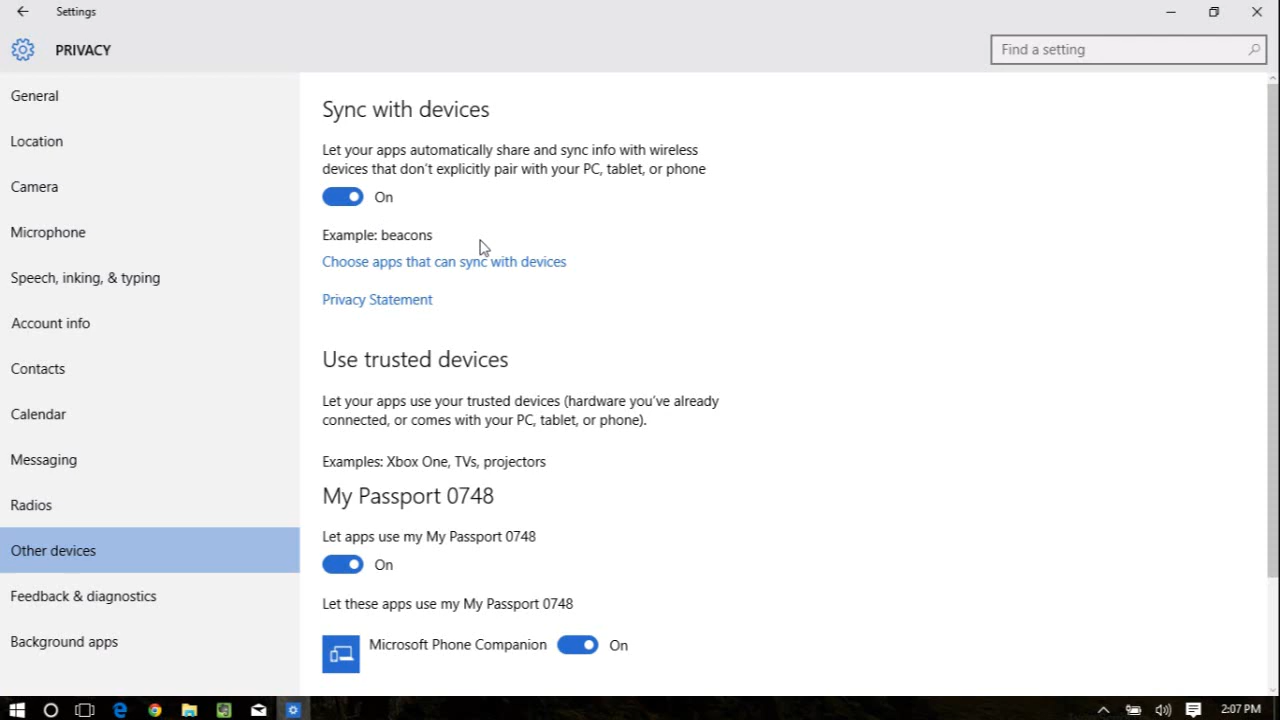 Settings
PRIVACY
Find a setting
General
Location
Camera
Microphone
Speech, inking, & typing
Account info
Contacts
Calendar
Messaging
Radios
Other devices
Feedback & diagnostics
Background apps
Sync with devices
Let your apps automatically share and sync info with wireless
devices that don't explicitly pair with your PC, tablet, or phone
On
Example: beacons
Choose apps that can sync with devices
Privacy Statement
Use trusted devices
Let your apps use your trusted devices (hardware you've already
connected, or comes with your PC, tablet, or phone).
Examples: Xbox One, TVs, projectors
My Passport 0748
Let apps use my My Passport 0748
On
Let these apps use my My Passport 0748
Microsoft Phone Companion On
2:07 PM